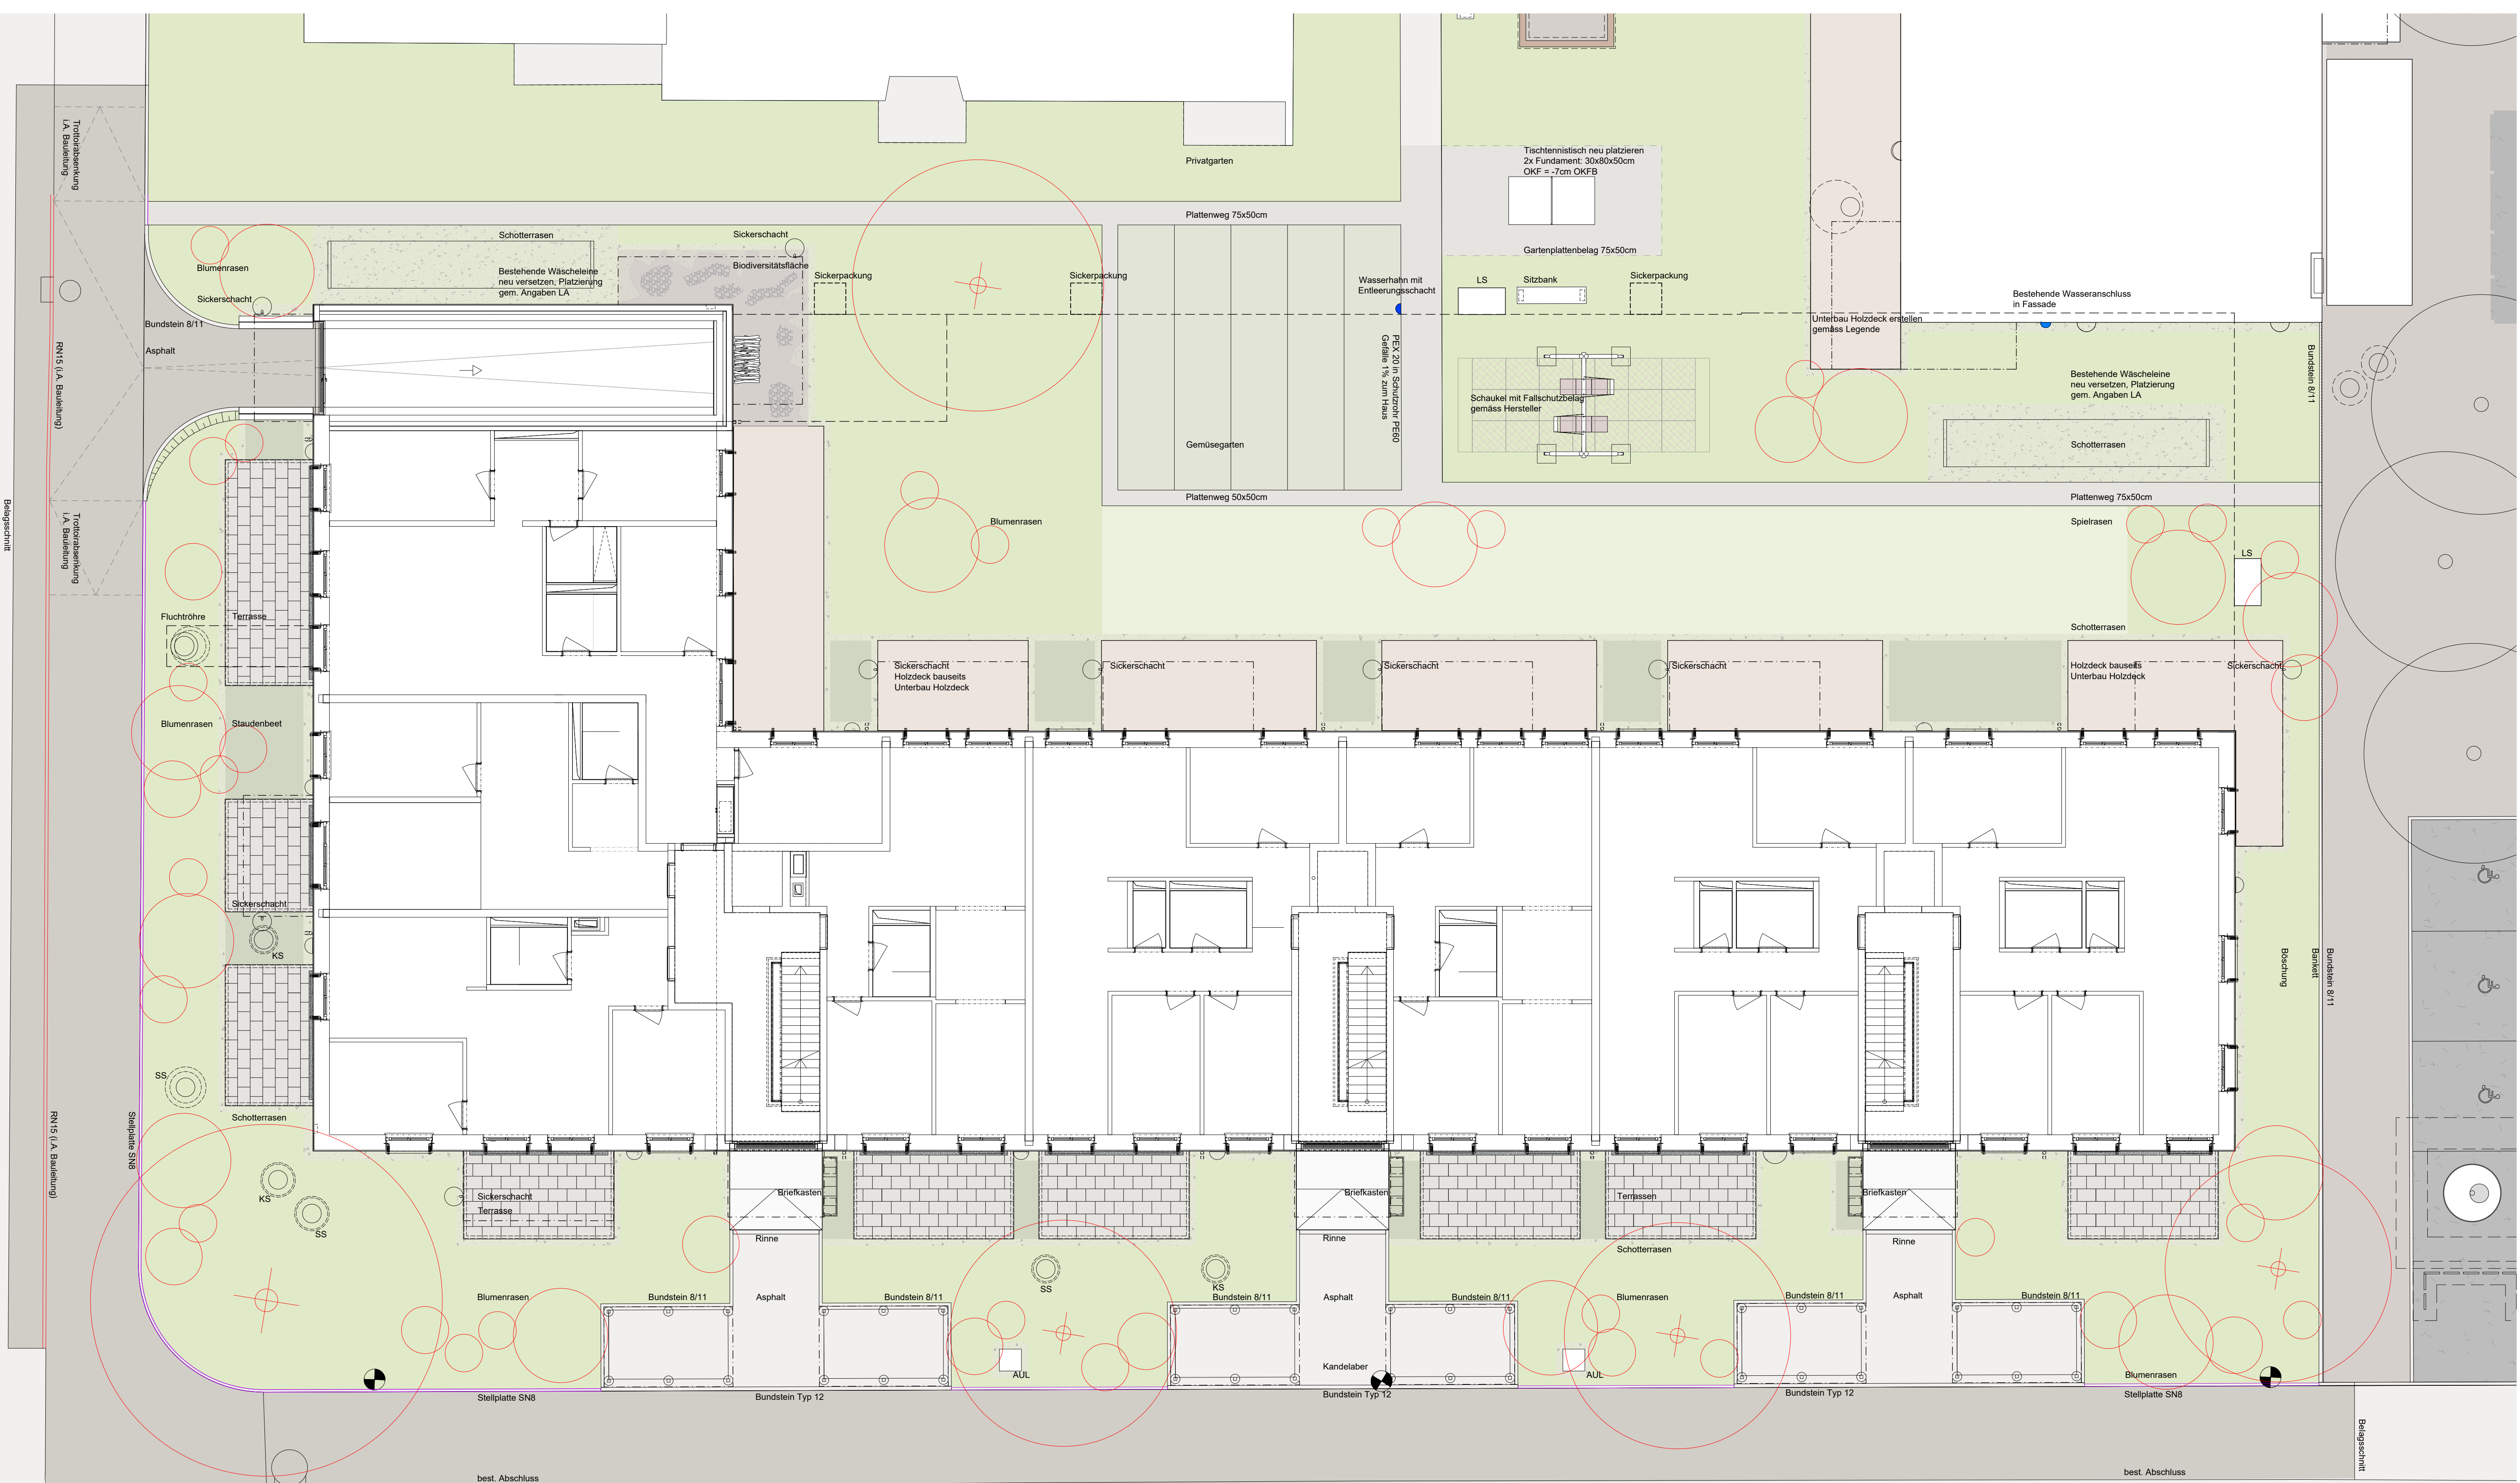 Trottoirabsenkung
i.A. Bauleitung
Tischtennistisch neu platzieren
2x Fundament: 30x80x50cm
OKF = -7cm OKFB
Privatgarten
Plattenweg 75x50cm
Schotterrasen
Sickerschacht
Gartenplattenbelag 75x50cm
Blumenrasen
Bestehende Wäscheleine
neu versetzen, Platzierung
gem. Angaben LA
Biodiversitätsfläche
Sickerpackung
Sickerpackung
Wasserhahn mit
Entleerungsschacht
LS
Sitzbank
Sickerpackung
Bestehende Wasseranschluss
in Fassade
Sickerschacht
Bundstein 8/11
Asphalt
Unterbau Holzdeck erstellen
gemäss Legende
RN15 (i.A. Bauleitung)
PEX 20 in Schutzrohr PE60
Gefälle 1% zum Haus
Bundstein 8/11
Bestehende Wäscheleine
neu versetzen, Platzierung
gem. Angaben LA
Schaukel mit Fallschutzbelag
gemäss Hersteller
Gemüsegarten
Schotterrasen
Belagsschnitt
Trottoirabsenkung
i.A. Bauleitung
Plattenweg 50x50cm
Plattenweg 75x50cm
Blumenrasen
Spielrasen
LS
Fluchtröhre
Terrasse
Schotterrasen
Sickerschacht
Holzdeck bauseits
Unterbau Holzdeck
Sickerschacht
Sickerschacht
Sickerschacht
Holzdeck bauseits
Unterbau Holzdeck
Sickerschacht
Blumenrasen
Staudenbeet
Sickerschacht
KS
Böschung
Bankett
Bundstein 8/11
SS
Schotterrasen
RN15 (i.A. Bauleitung)
Stellplatte SN8
KS
SS
Sickerschacht
Terrasse
Briefkasten
Briefkasten
Terrassen
Briefkasten
Rinne
Rinne
Rinne
Schotterrasen
SS
KS
Blumenrasen
Bundstein 8/11
Asphalt
Bundstein 8/11
Bundstein 8/11
Asphalt
Bundstein 8/11
Blumenrasen
Bundstein 8/11
Asphalt
Bundstein 8/11
AUL
Kandelaber
AUL
Blumenrasen
Stellplatte SN8
Bundstein Typ 12
Bundstein Typ 12
Bundstein Typ 12
Stellplatte SN8
Belagsschnitt
best. Abschluss
best. Abschluss